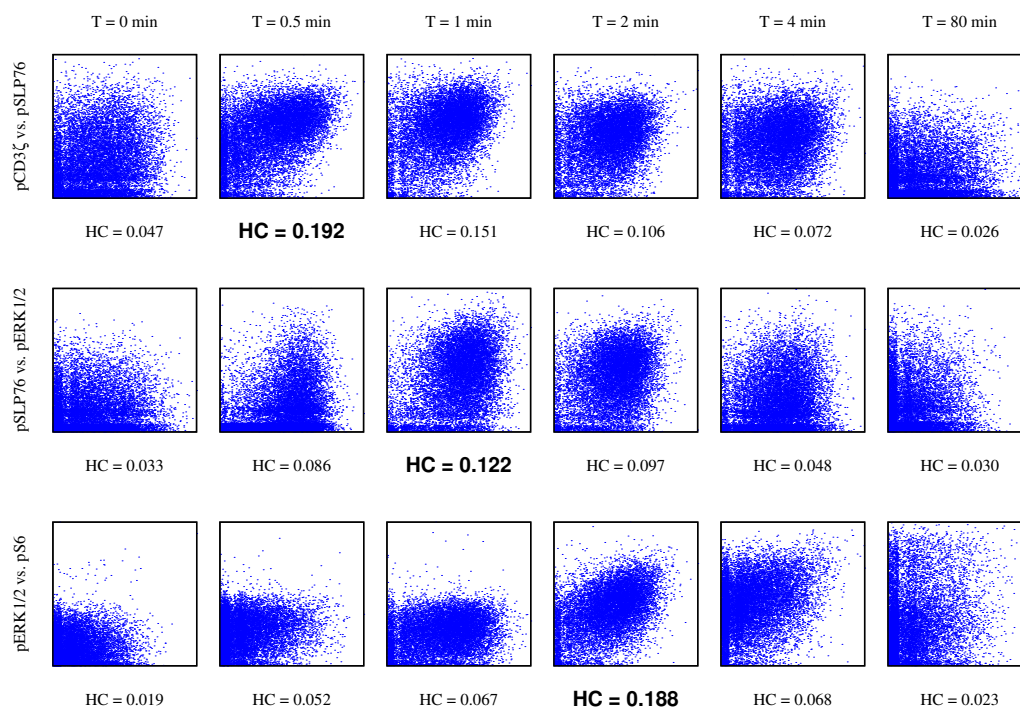 T = 0 min T = 0.5 min T = 1 min T = 2 min T = 4 min T = 80 min
pCD3ζ vs. pSLP76
HC = 0.047 HC = 0.192 HC = 0.151 HC = 0.106 HC = 0.072 HC = 0.026
pSLP76 vs. pERK1/2
HC = 0.033 HC = 0.086 HC = 0.122 HC = 0.097 HC = 0.048 HC = 0.030
pERK1/2 vs. pS6
HC = 0.019 HC = 0.052 HC = 0.067 HC = 0.188 HC = 0.068 HC = 0.023